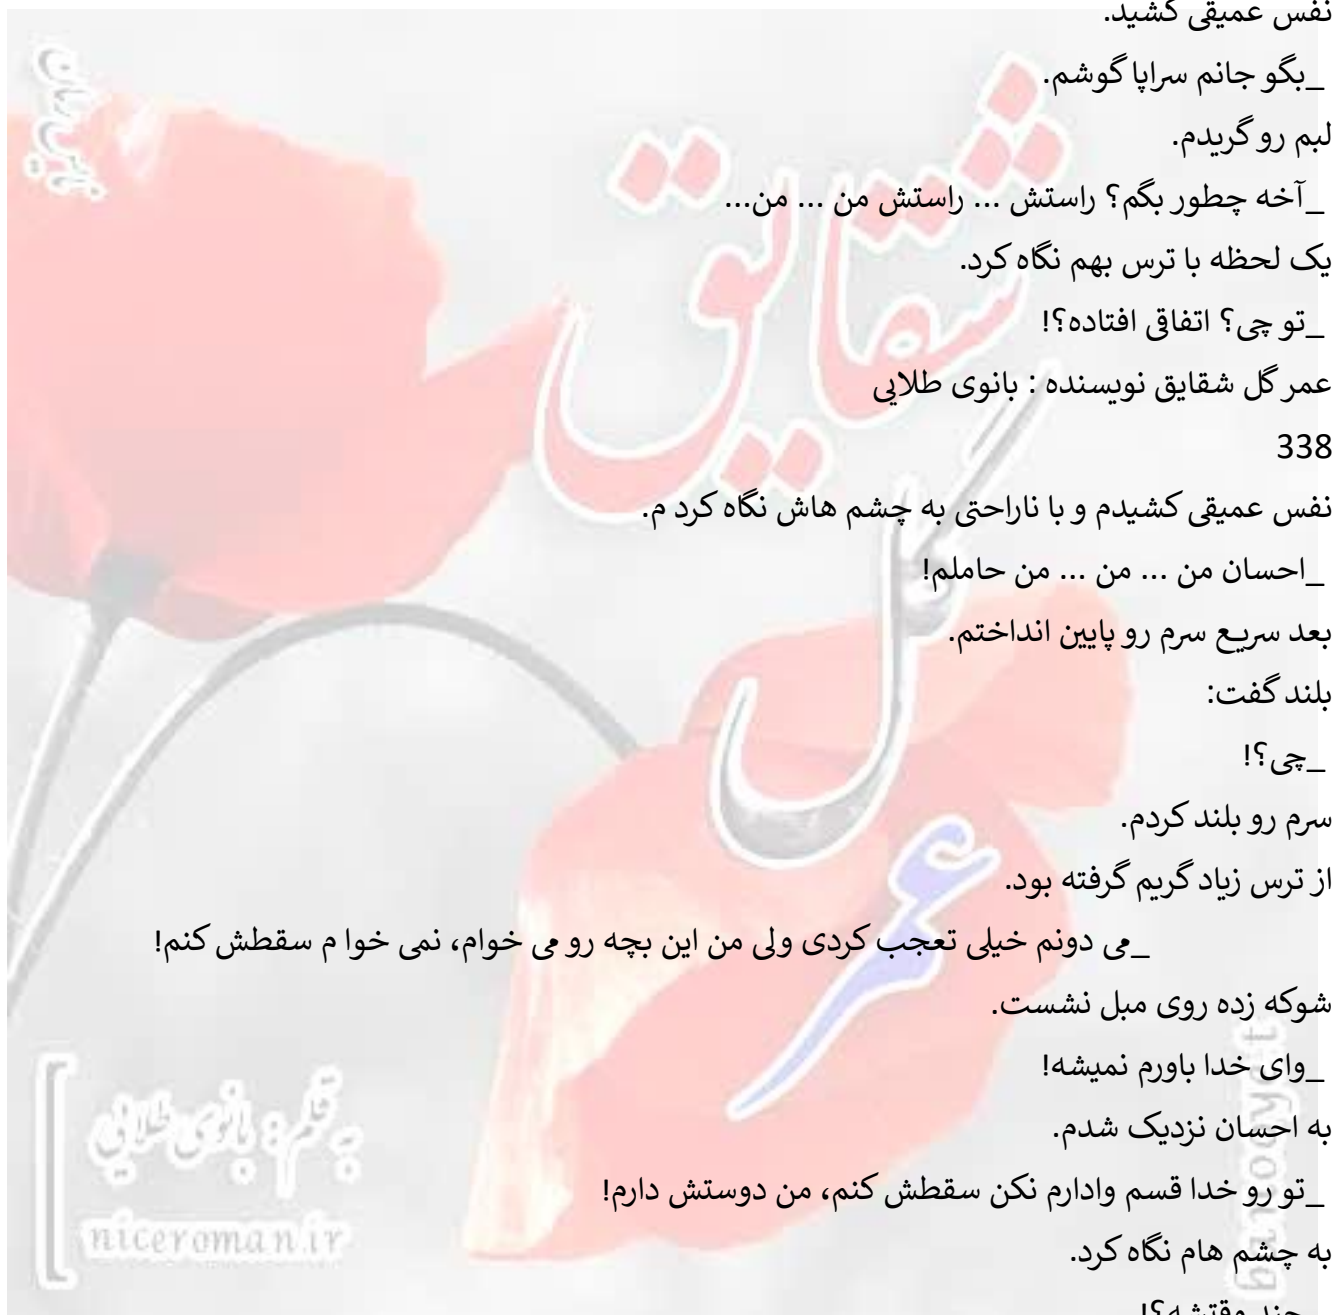 نفس عمیقی کشید.
_بگو جانم سراپا گوشم.
لبم رو گریدم.
_آخه چطور بگم؟ راستش ... راستش من ... من...
یک لحظه با ترس بهم نگاه کرد.
_تو چی؟ اتفاقی افتاده؟!
عمر گل شقایق نویسنده : بانوی طلایی
338
نفس عمیقی کشیدم و با ناراحتی به چشم هاش نگاه کرد م.
_احسان من ... من ... من حاملم!
بعد سریع سرم رو پایین انداختم.
بلند گفت:
_چی؟!
سرم رو بلند کردم.
از ترس زیاد گریم گرفته بود.
_می دونم خیلی تعجب کردی ولی من این بچه رو می خوام، نمی خوا م سقطش کنم!
شوکه زده روی مبل نشست.
_وای خدا باورم نمیشه!
به احسان نزدیک شدم.
_تو رو خدا قسم وادارم نکن سقطش کنم، من دوستش دارم!
به چشم هام نگاه کرد.
_چند وقتشه؟!
شقایق
گل
عمر
به قلم : بانوی طلایی
niceroman.ir